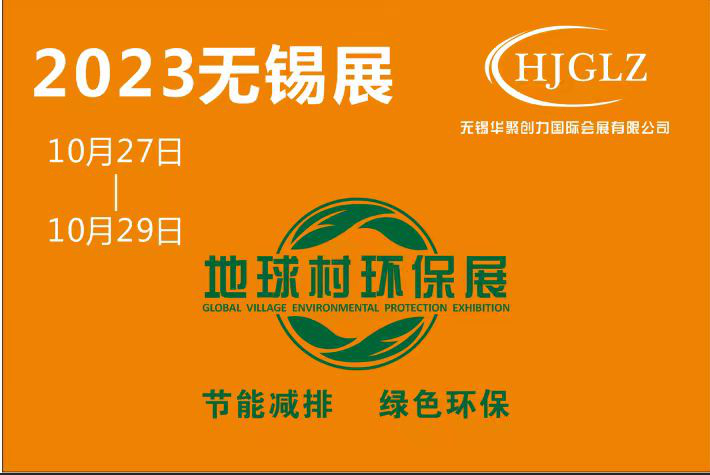 2023无锡展
HJGLZ
无锡华聚创力国际会展有限公司
10月27日
10月29日
地球村环保展
GLOBAL VILLAGE ENVIRONMENTAL PROTECTION EXHIBITION
节能减排 绿色环保